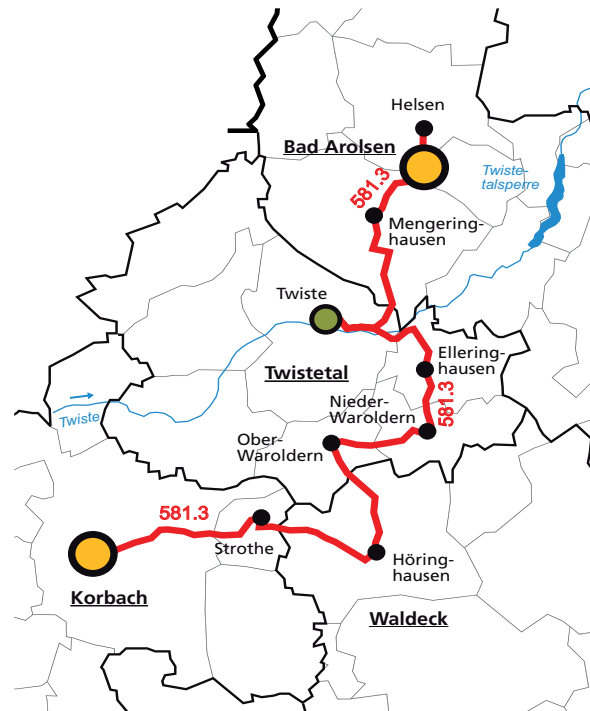 Helsen
Bad Arolsen
Twiste-
talsperre
581.3
Mengering-
hausen
Twiste
Ellering-
hausen
Twistetal
Nieder-
Waroldern
581.3
Twiste
Ober-
Waroldern
581.3
Strothe
Höring-
hausen
Korbach
Waldeck